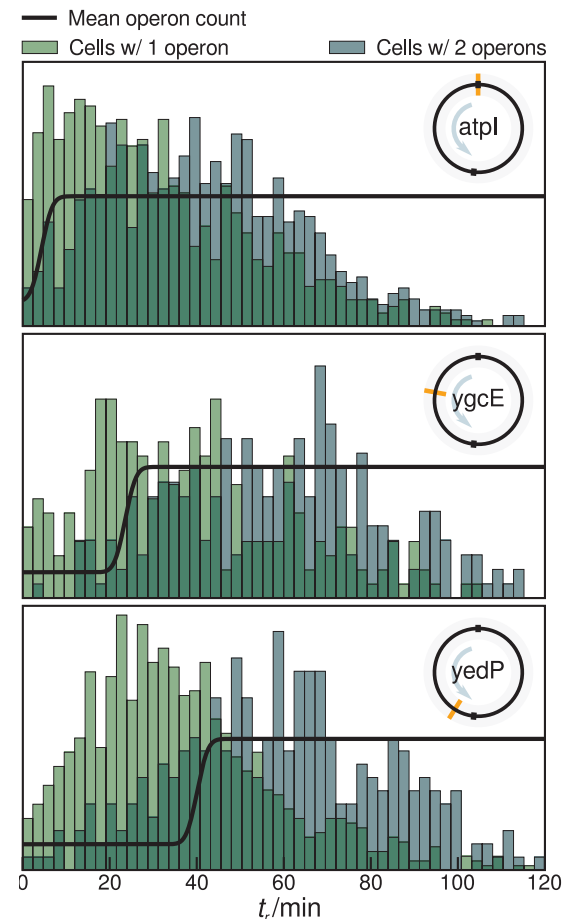 Mean operon count
Cells w/ 1 operon Cells w/ 2 operons
atpI
ygcE
yedP
0 20 40 60 80 100 120
tr/min